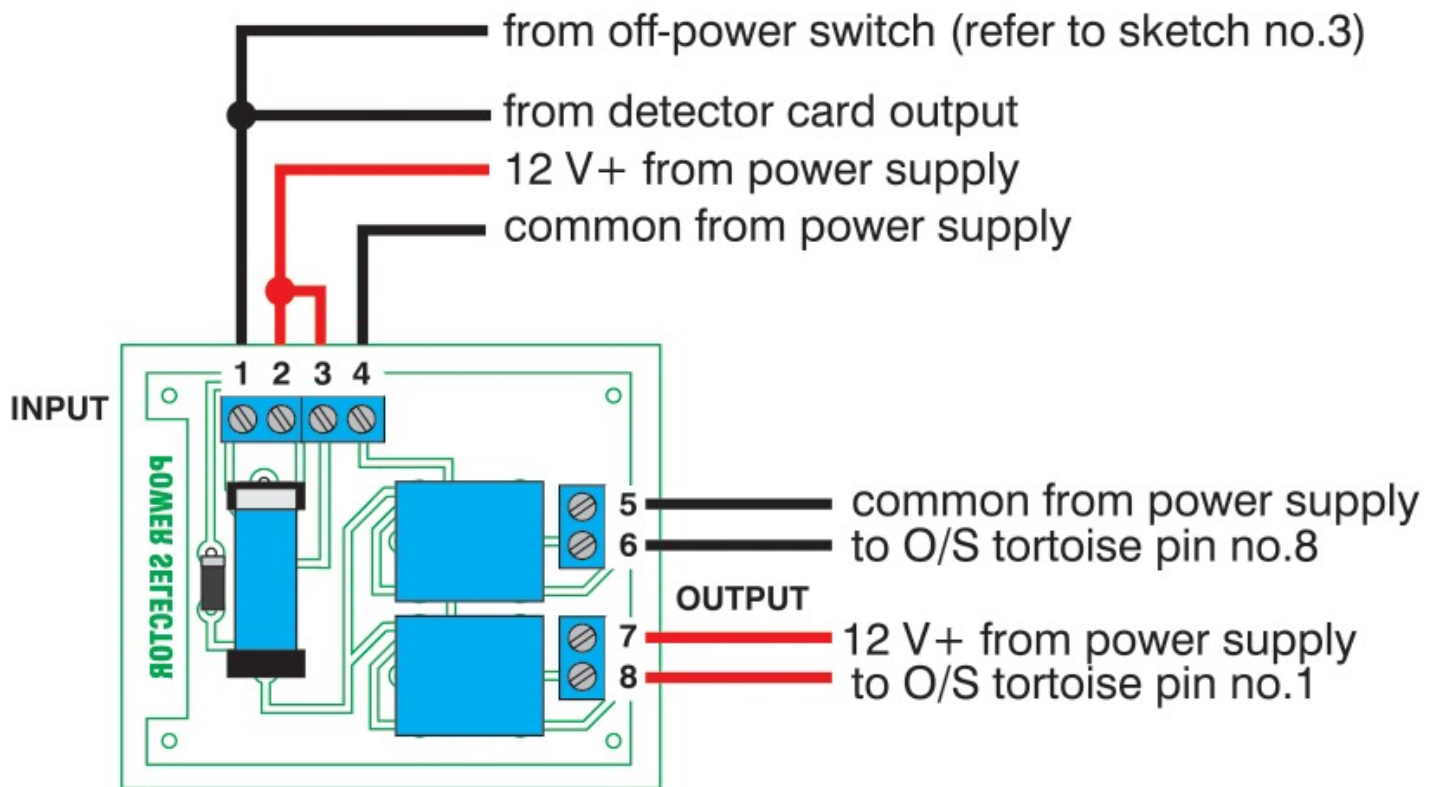 from off-power switch (refer to sketch no.3)
from detector card output
12 V+ from power supply
common from power supply
1 2 3 4
INPUT
POWER SELECTOR
5 common from power supply
6 to O/S tortoise pin no.8
OUTPUT
7 12 V+ from power supply
8 to O/S tortoise pin no.1